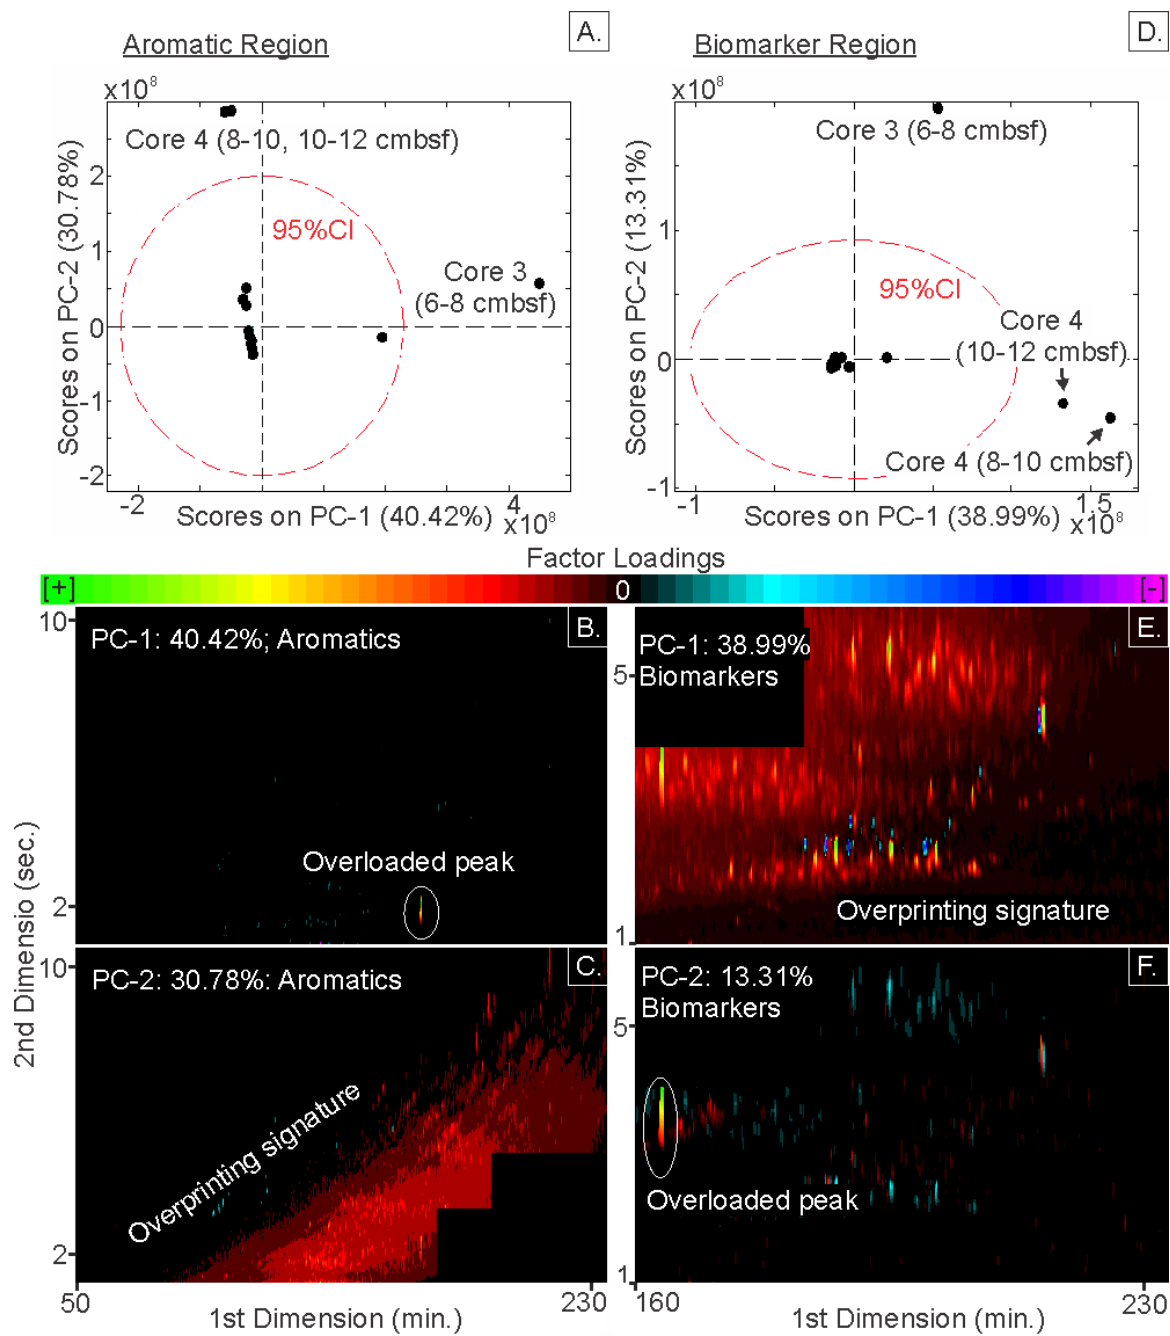 Aromatic Region
A.
x10⁸
Core 4 (8-10, 10-12 cmbsf)
2
95%CI
1
Core 3
(6-8 cmbsf)
0
-1
-2
Scores on PC-2 (30.78%)
-2
4
Scores on PC-1 (40.42%)
x10⁸
Biomarker Region
D.
x10⁸
Core 3 (6-8 cmbsf)
1
95%CI
Core 4
(10-12 cmbsf)
0
Core 4 (8-10 cmbsf)
-1
Scores on PC-2 (13.31%)
-1
1.5
Scores on PC-1 (38.99%)
x10⁸
Factor Loadings
[+]
0
[-]
10
PC-1: 40.42%; Aromatics
B.
Overloaded peak
2
PC-1: 38.99%
Biomarkers
E.
5
Overprinting signature
1
2nd Dimensio (sec.)
10
PC-2: 30.78%: Aromatics
C.
Overprinting signature
2
50
230
1st Dimension (min.)
PC-2: 13.31%
Biomarkers
F.
5
Overloaded peak
1
160
230
1st Dimension (min.)